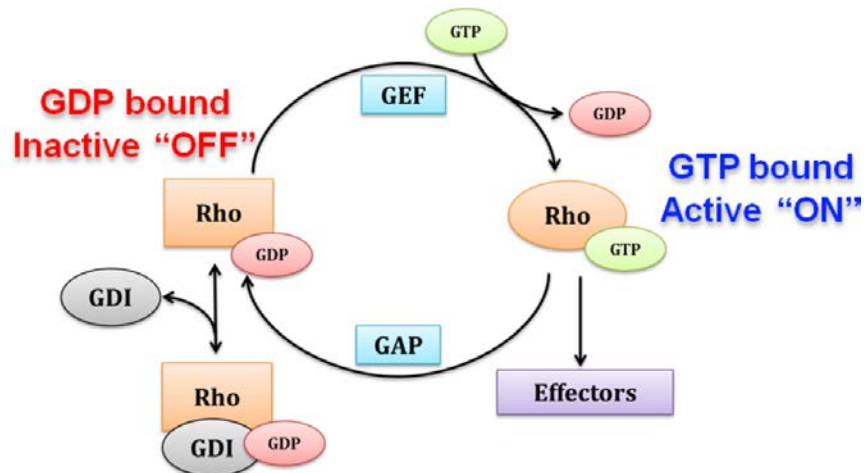 GTP
GEF
GDP
GDP bound
Inactive “OFF”
GTP bound
Active “ON”
Rho
GDP
Rho
GTP
GDI
GAP
Rho
GDI
GDP
Effectors